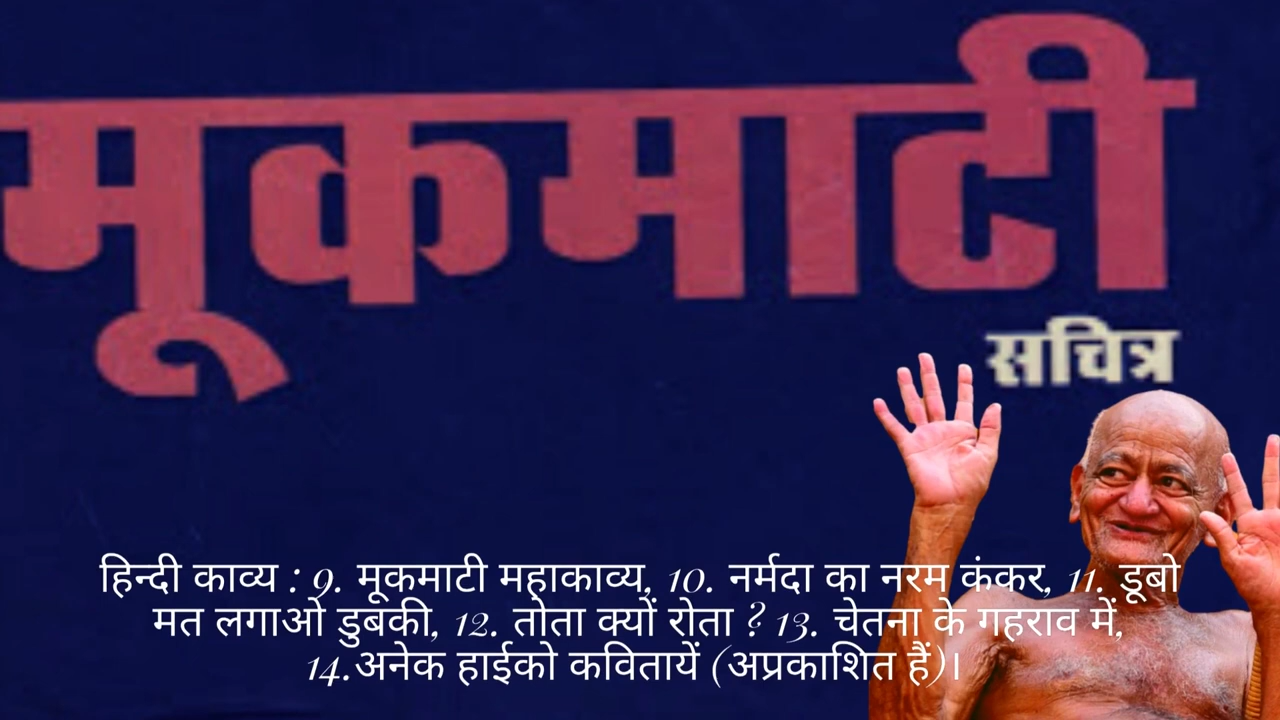 मूकमाटी
सचित्र
हिन्दी काव्य : 9. मूकमाटी महाकाव्य, 10. नर्मदा का नरम कंकर, 11. डूबो
मत लगाओ डुबकी, 12. तोता क्यों रोता ? 13. चेतना के गहराव में,
14.अनेक हाईको कवितायें (अप्रकाशित हैं)।